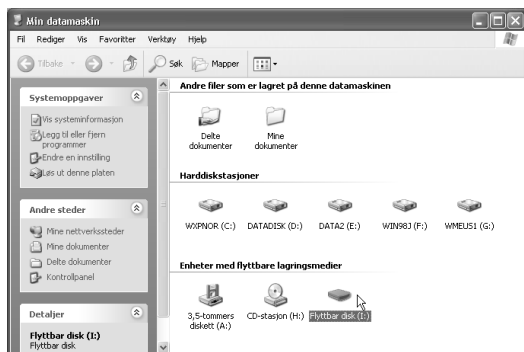 Min datamaskin
Fil Rediger Vis Favoritter Verktøy Hjelp
Tilbake Søk Mapper
Systemoppgaver
Vis systeminformasjon
Legg til eller fjern
programmer
Endre en innstilling
Løs ut denne platen
Andre steder
Mine nettverkssteder
Mine dokumenter
Delte dokumenter
Kontrollpanel
Detaljer
Flyttbar disk (I:)
Flyttbar disk
Andre filer som er lagret på denne datamaskinen
Delte
dokumenter
Mine
dokumenter
Harddiskstasjoner
WXPNOR (C:) DATADISK (D:) DATA2 (E:) WIN98J (F:) WMEUS1 (G:)
Enheter med flyttbare lagringsmedier
3,5-tommers
diskett (A:)
CD-stasjon (H:)
Flyttbar disk (I:)